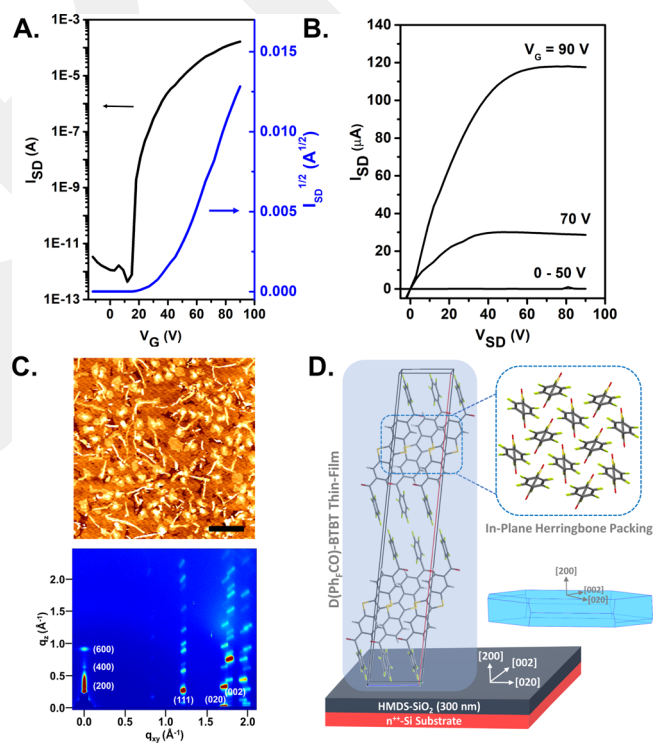 A.
1E-3
1E-5
1E-7
1E-9
1E-11
1E-13
I_SD (A)
0 20 40 60 80 100
V_G (V)
0.015
0.010
0.005
0.000
I_SD^1/2 (A^1/2)
B.
140
120
100
80
60
40
20
0
I_SD (μA)
V_G = 90 V
70 V
0 - 50 V
0 20 40 60 80 100
V_SD (V)
C.
2.0
1.5
1.0
0.5
0.0
q_z (Å⁻¹)
(600)
(400)
(200)
(111)
(020)
(002)
0.0 0.5 1.0 1.5 2.0
q_xy (Å⁻¹)
D.
D(Ph_FCO)-BTBT Thin-Film
In-Plane Herringbone Packing
[200]
[002]
[020]
[200]
[002]
[020]
HMDS-SiO₂ (300 nm)
n⁺⁺-Si Substrate